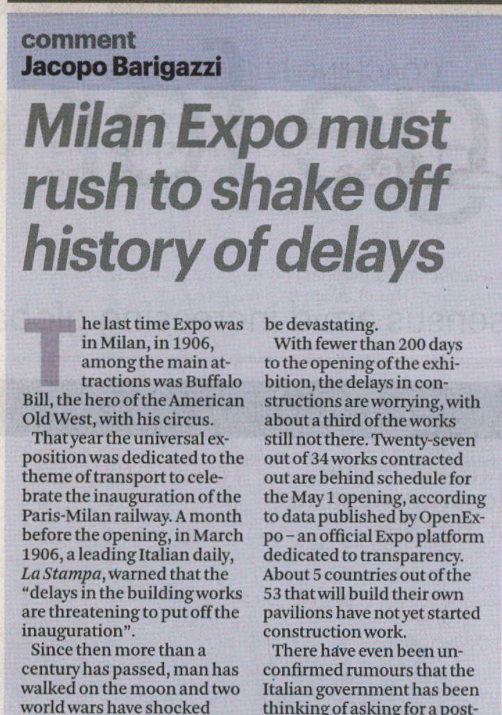 comment
Jacopo Barigazzi
Milan Expo must
rush to shake off
history of delays
The last time Expo was
in Milan, in 1906,
among the main at-
tractions was Buffalo
Bill, the hero of the American
Old West, with his circus.
That year the universal ex-
position was dedicated to the
theme of transport to cele-
brate the inauguration of the
Paris-Milan railway. A month
before the opening, in March
1906, a leading Italian daily,
La Stampa, warned that the
“delays in the building works
are threatening to put off the
inauguration”.
Since then more than a
century has passed, man has
walked on the moon and two
world wars have shocked
be devastating.
With fewer than 200 days
to the opening of the exhi-
bition, the delays in con-
structions are worrying, with
about a third of the works
still not there. Twenty-seven
out of 34 works contracted
out are behind schedule for
the May 1 opening, according
to data published by OpenEx-
po – an official Expo platform
dedicated to transparency.
About 5 countries out of the
53 that will build their own
pavilions have not yet started
construction work.
There have even been un-
confirmed rumours that the
Italian government has been
thinking of asking for a post-